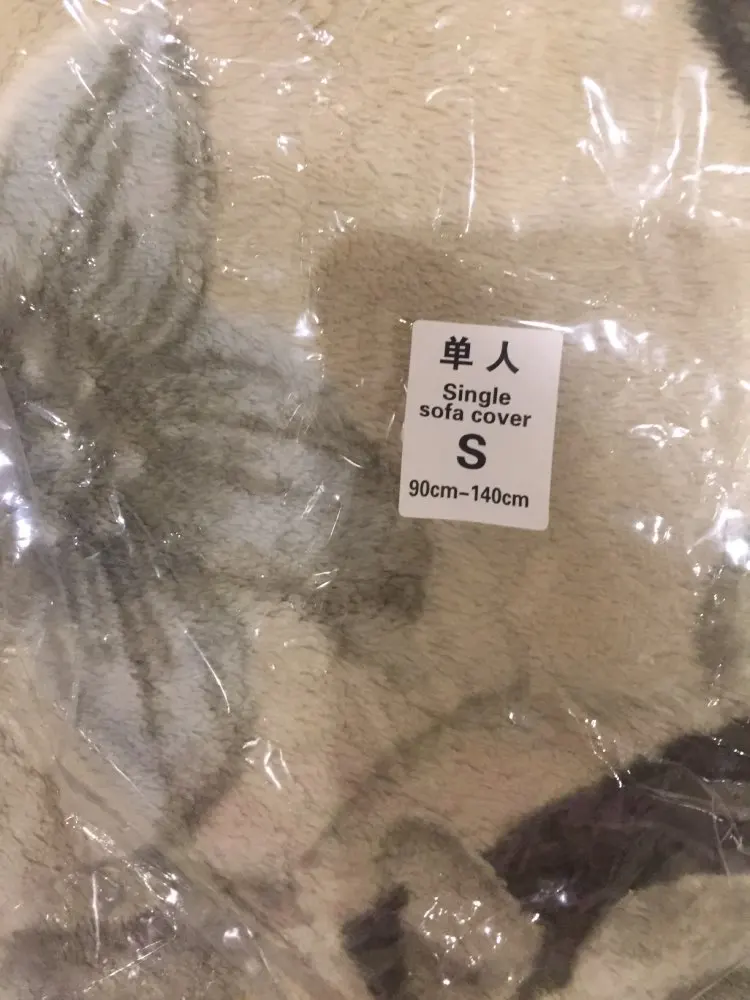 单人
Single
sofa cover
S
90cm-140cm